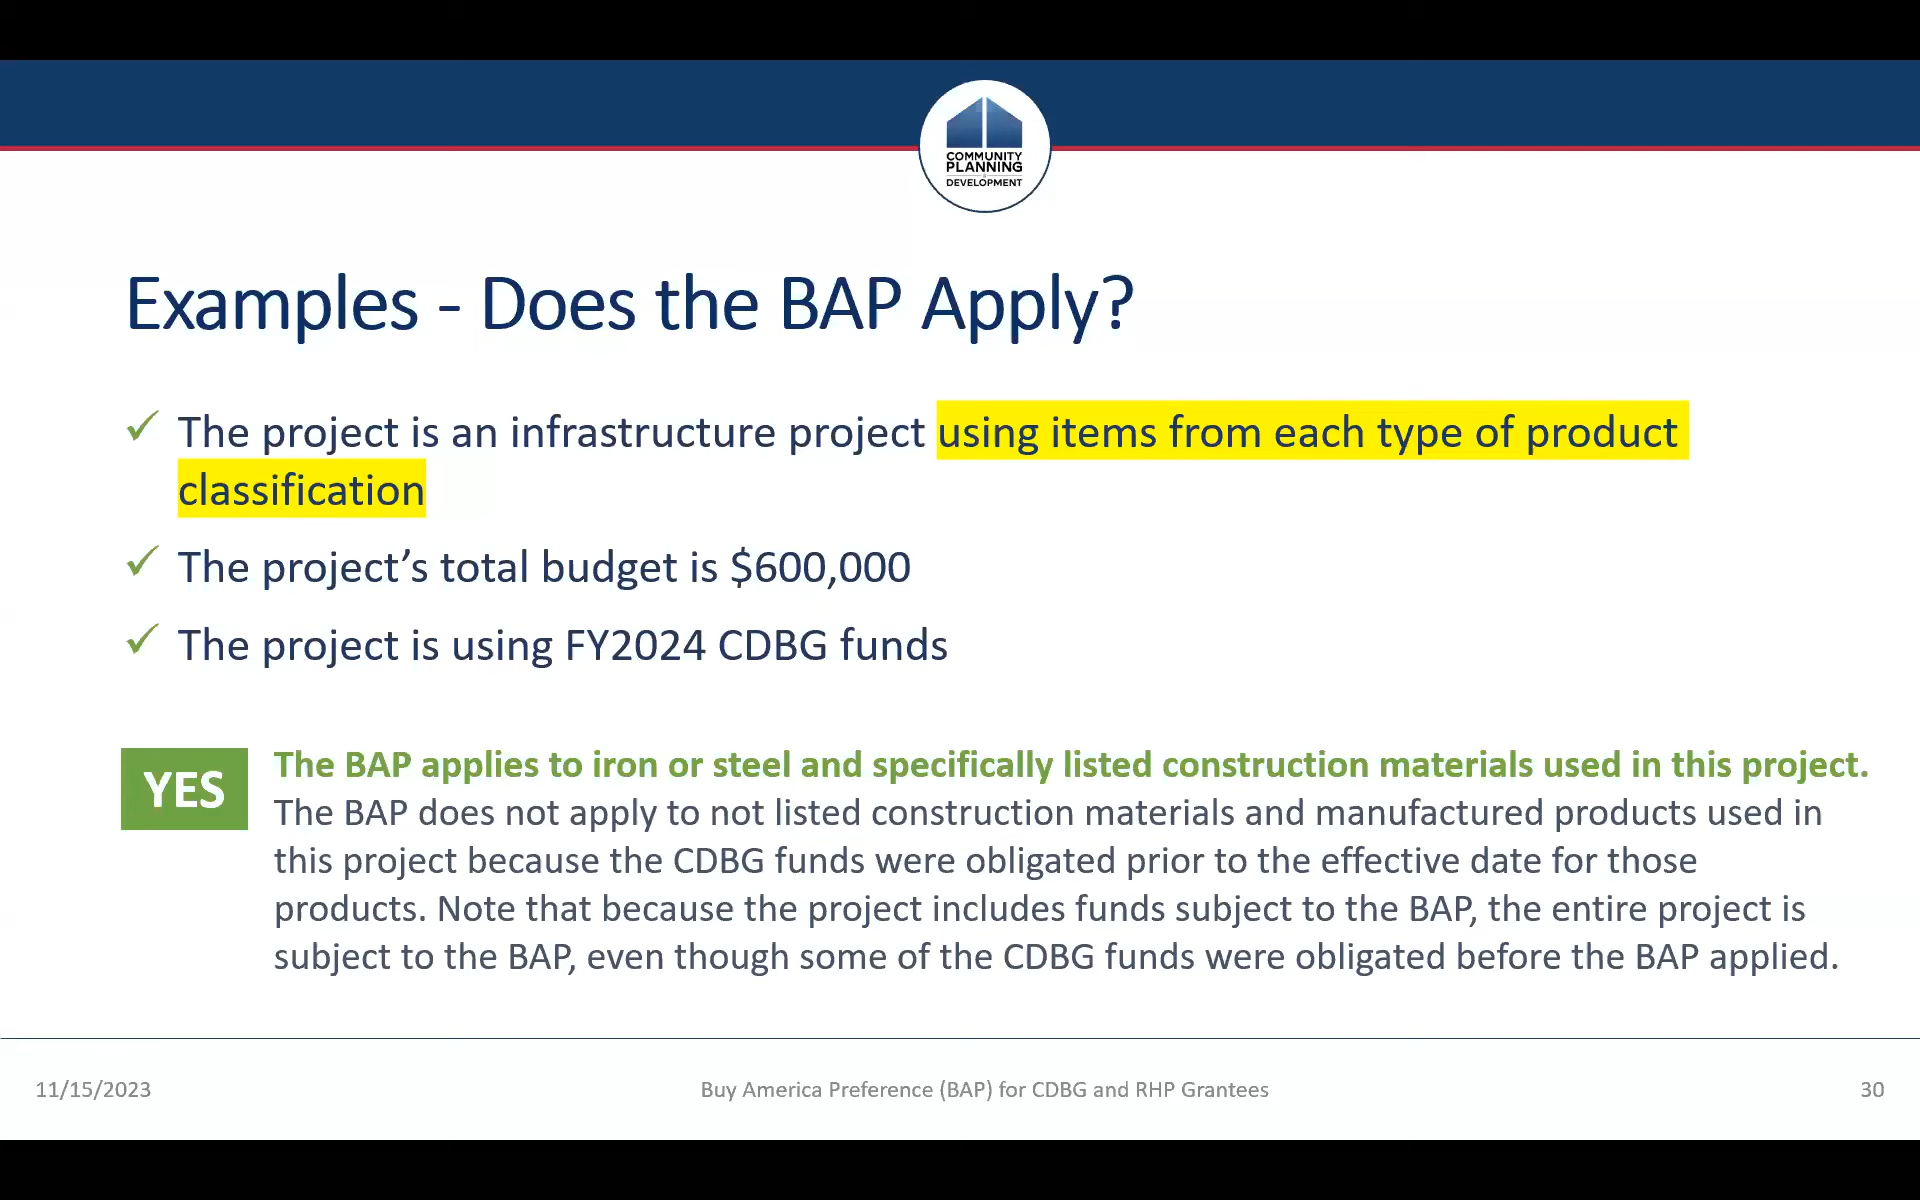 COMMUNITY
PLANNING
DEVELOPMENT
Examples - Does the BAP Apply?
✓ The project is an infrastructure project using items from each type of product
classification
✓ The project’s total budget is $600,000
✓ The project is using FY2024 CDBG funds
YES
The BAP applies to iron or steel and specifically listed construction materials used in this project.
The BAP does not apply to not listed construction materials and manufactured products used in
this project because the CDBG funds were obligated prior to the effective date for those
products. Note that because the project includes funds subject to the BAP, the entire project is
subject to the BAP, even though some of the CDBG funds were obligated before the BAP applied.
11/15/2023
Buy America Preference (BAP) for CDBG and RHP Grantees
30